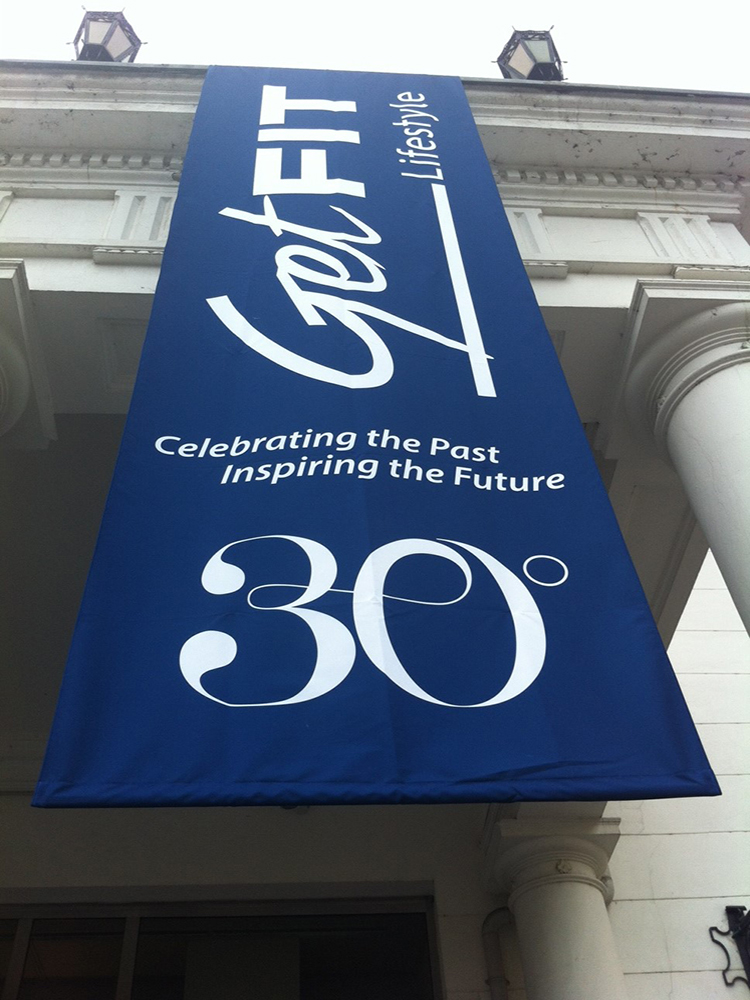 Get FIT
Lifestyle
Celebrating the Past
Inspiring the Future
30°